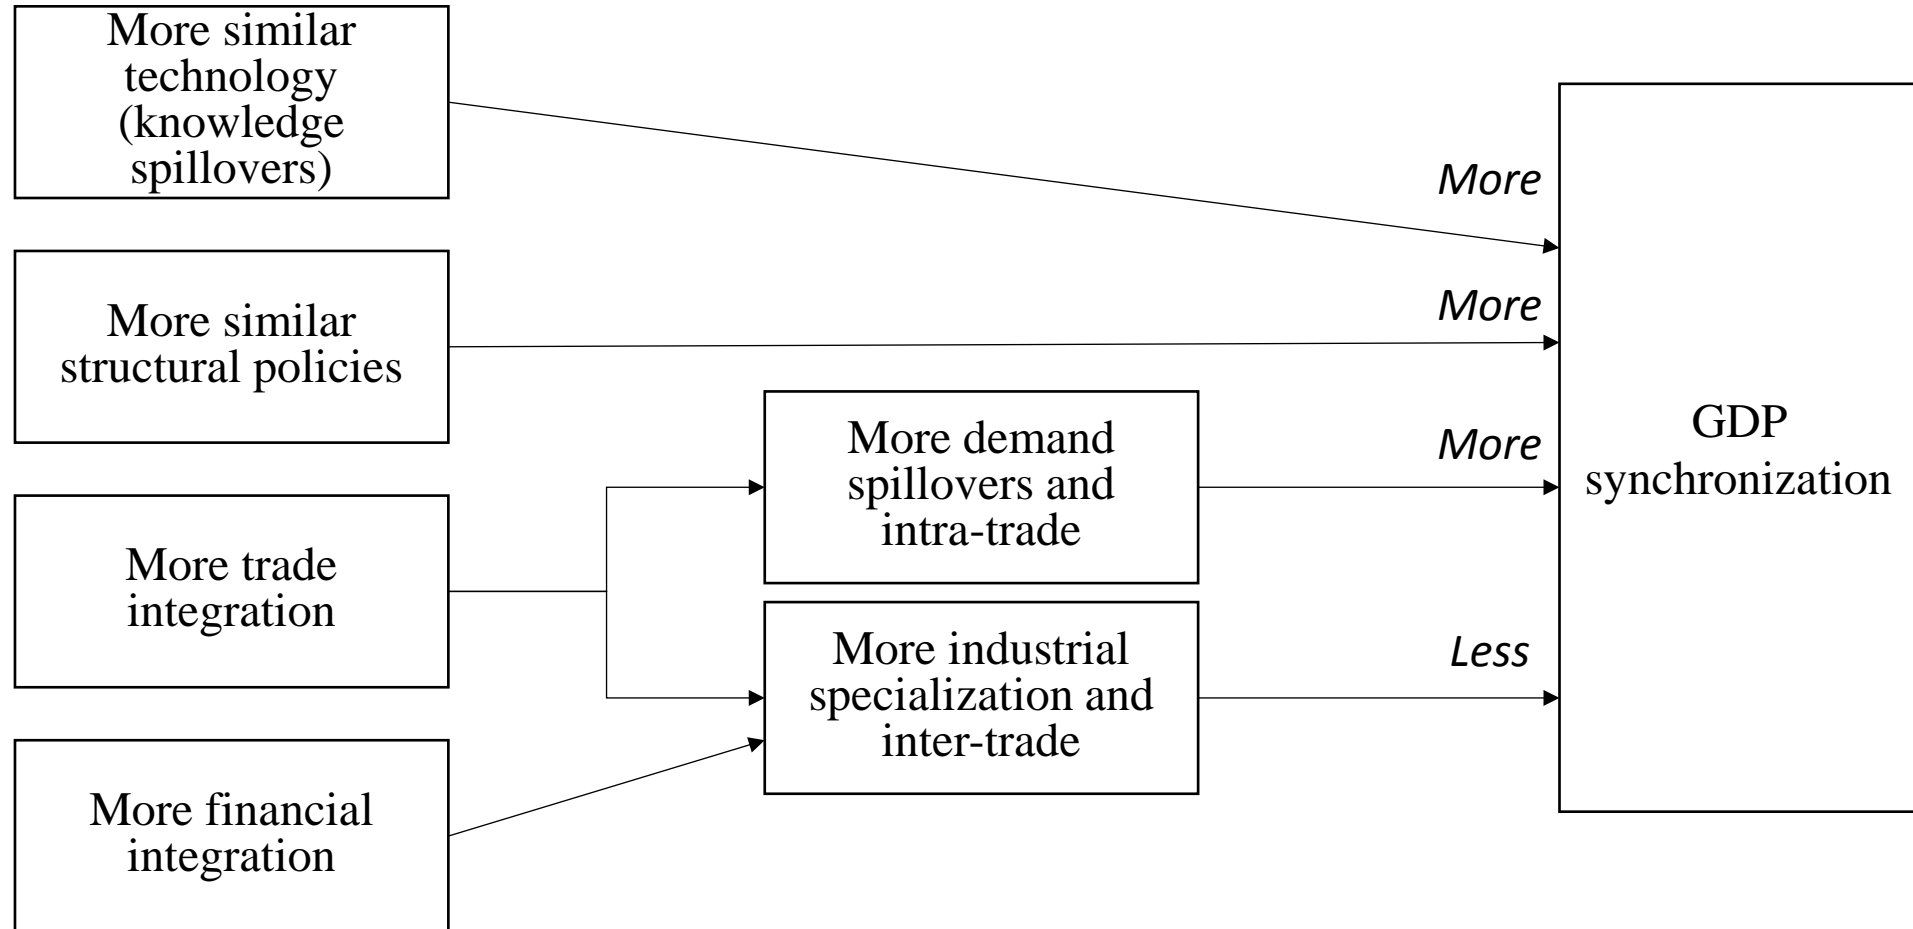 More similar
technology
(knowledge
spillovers)
More
More similar
structural policies
More
More trade
integration
More demand
spillovers and
intra-trade
More
More industrial
specialization and
inter-trade
Less
More financial
integration
GDP
synchronization